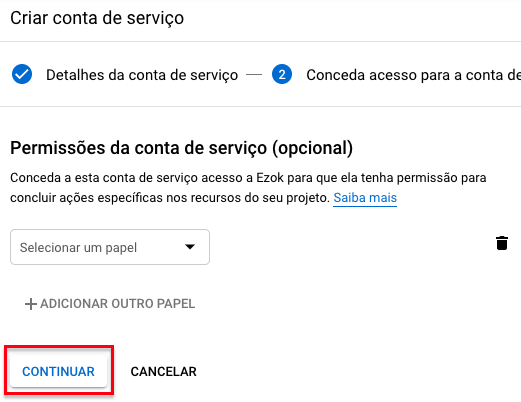 Criar conta de serviço
Detalhes da conta de serviço — 2 Conceda acesso para a conta de
Permissões da conta de serviço (opcional)
Conceda a esta conta de serviço acesso a Ezok para que ela tenha permissão para
concluir ações específicas nos recursos do seu projeto. Saiba mais
Selecionar um papel
+ ADICIONAR OUTRO PAPEL
CONTINUAR CANCELAR